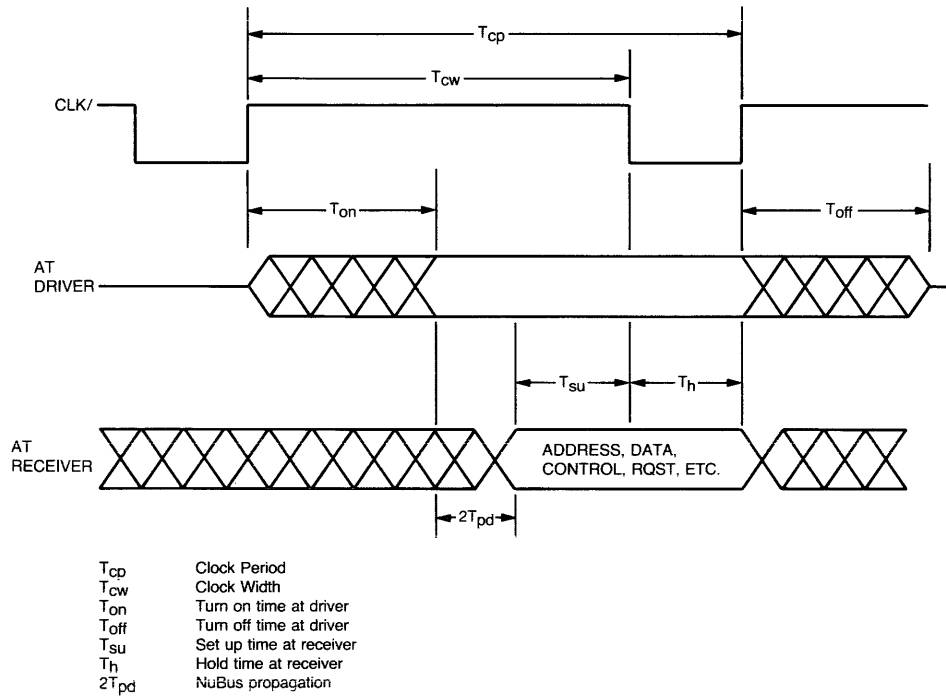 Tcp
Tcw
CLK/
Ton
Toff
AT
DRIVER
Tsu
Th
AT
RECEIVER
ADDRESS, DATA,
CONTROL, RQST, ETC.
2Tpd
Tcp Clock Period
Tcw Clock Width
Ton Turn on time at driver
Toff Turn off time at driver
Tsu Set up time at receiver
Th Hold time at receiver
2Tpd NuBus propagation